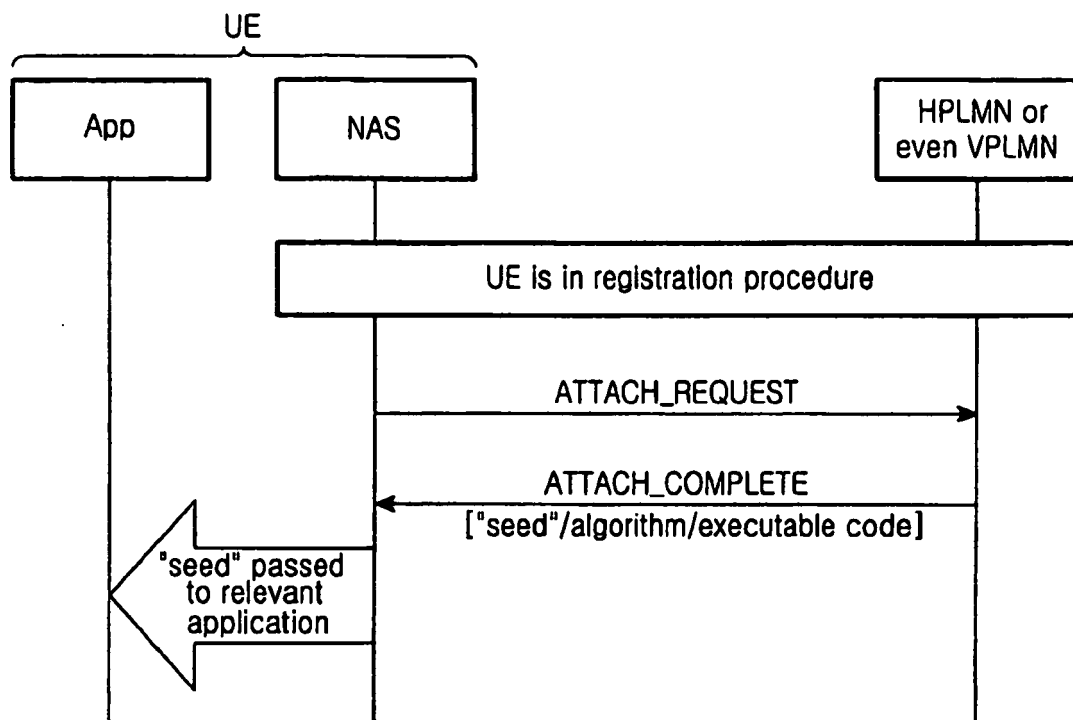 UE
App
NAS
HPLMN or
even VPLMN
UE is in registration procedure
ATTACH_REQUEST
ATTACH_COMPLETE
["seed"/algorithm/executable code]
"seed" passed
to relevant
application